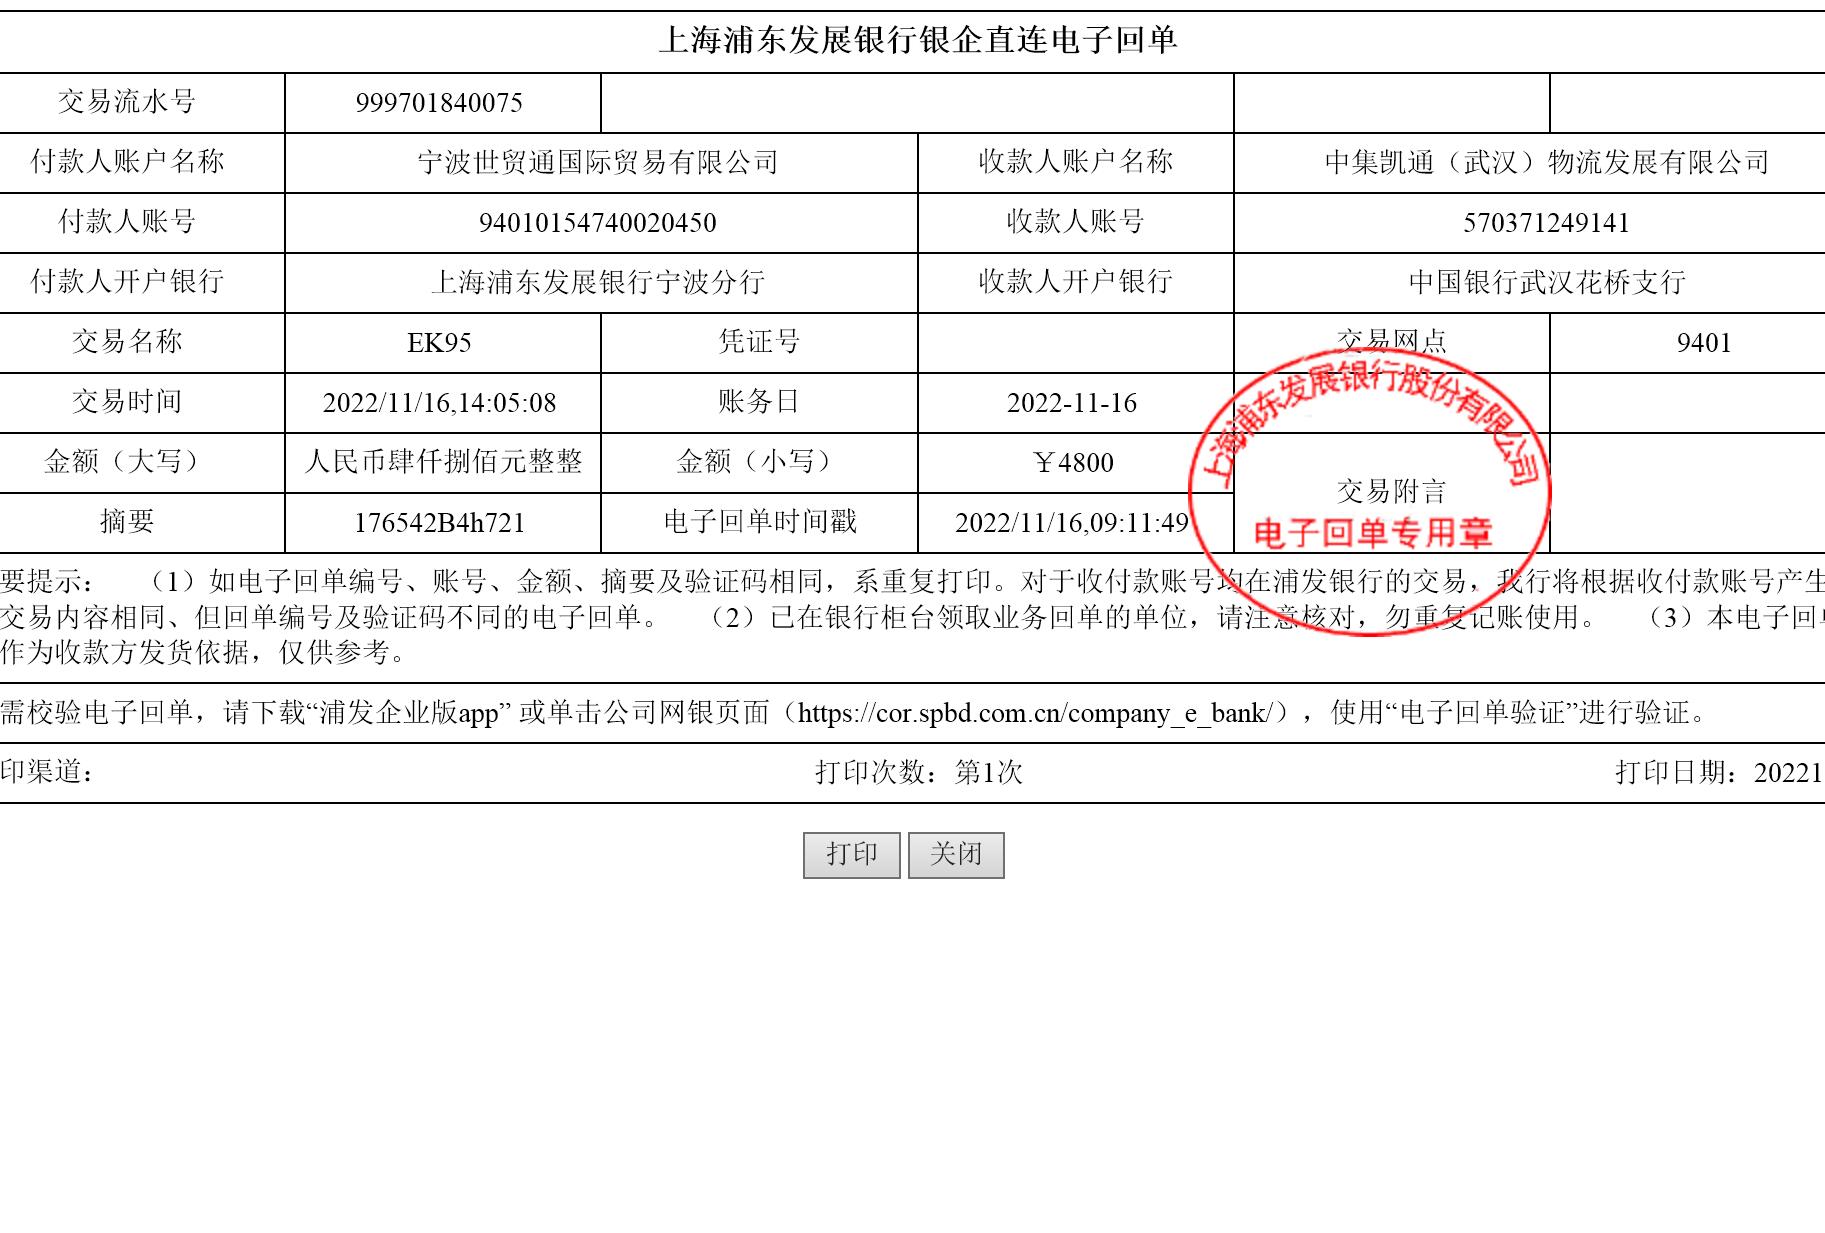 上海浦东发展银行银企直连电子回单
交易流水号 999701840075
付款人账户名称 宁波世贸通国际贸易有限公司 收款人账户名称 中集凯通（武汉）物流发展有限公司
付款人账号 94010154740020450 收款人账号 570371249141
付款人开户银行 上海浦东发展银行宁波分行 收款人开户银行 中国银行武汉花桥支行
交易名称 EK95 凭证号 交易网点 9401
交易时间 2022/11/16,14:05:08 账务日 2022-11-16
上海浦东发展银行股份有限公司
金额（大写） 人民币肆仟捌佰元整整 金额（小写） ￥4800
交易附言
摘要 176542B4h721 电子回单时间戳 2022/11/16,09:11:49
电子回单专用章
要提示： （1）如电子回单编号、账号、金额、摘要及验证码相同，系重复打印。对于收付款账号均在浦发银行的交易，我行将根据收付款账号产生
交易内容相同、但回单编号及验证码不同的电子回单。 （2）已在银行柜台领取业务回单的单位，请注意核对，勿重复记账使用。 （3）本电子回单
作为收款方发货依据，仅供参考。
需校验电子回单，请下载“浦发企业版app” 或单击公司网银页面（https://cor.spbd.com.cn/company_e_bank/），使用“电子回单验证”进行验证。
印渠道： 打印次数：第1次 打印日期：20221
打印 关闭